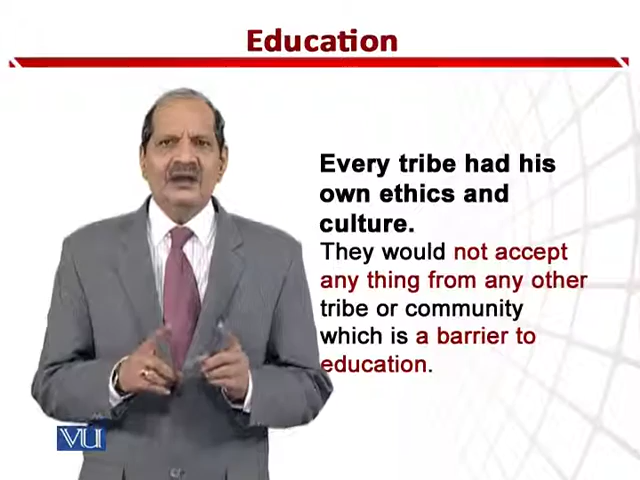 Education
Every tribe had his
own ethics and
culture.
They would not accept
any thing from any other
tribe or community
which is a barrier to
education.
VU